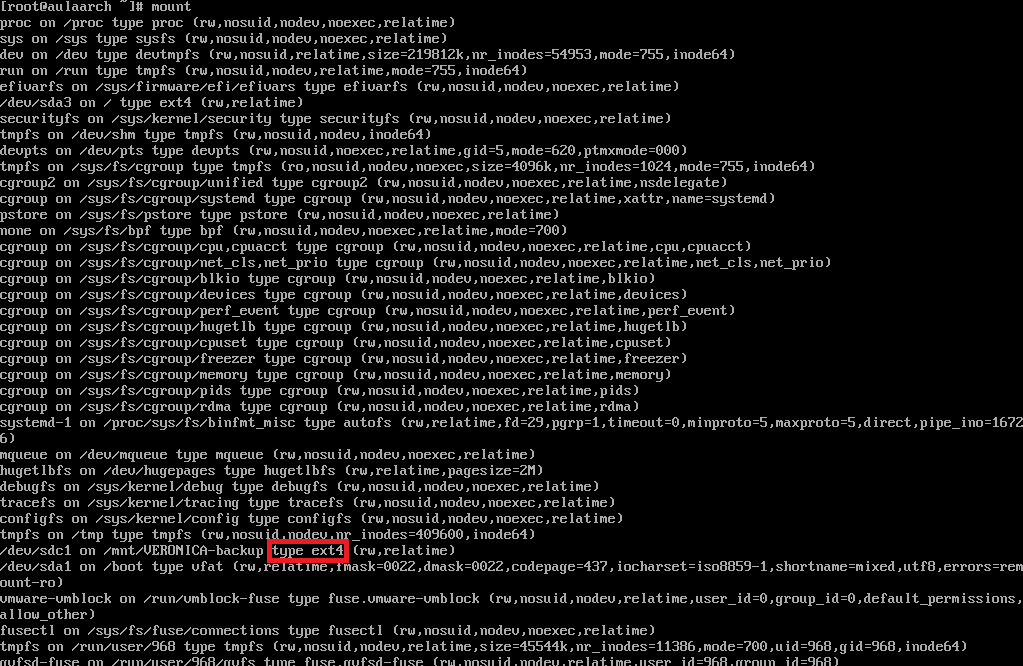 [root@aulaarch ~]# mount
proc on /proc type proc (rw,nosuid,nodev,noexec,relatime)
sys on /sys type sysfs (rw,nosuid,nodev,noexec,relatime)
dev on /dev type devtmpfs (rw,nosuid,relatime,size=219812k,nr_inodes=54953,mode=755,inode64)
run on /run type tmpfs (rw,nosuid,nodev,relatime,mode=755,inode64)
efivarfs on /sys/firmware/efi/efivars type efivarfs (rw,nosuid,nodev,noexec,relatime)
/dev/sda3 on / type ext4 (rw,relatime)
securityfs on /sys/kernel/security type securityfs (rw,nosuid,nodev,noexec,relatime)
tmpfs on /dev/shm type tmpfs (rw,nosuid,nodev,inode64)
devpts on /dev/pts type devpts (rw,nosuid,noexec,relatime,gid=5,mode=620,ptmxmode=000)
tmpfs on /sys/fs/cgroup type tmpfs (ro,nosuid,nodev,noexec,size=4096k,nr_inodes=1024,mode=755,inode64)
cgroup2 on /sys/fs/cgroup/unified type cgroup2 (rw,nosuid,nodev,noexec,relatime,nsdelegate)
cgroup on /sys/fs/cgroup/systemd type cgroup (rw,nosuid,nodev,noexec,relatime,xattr,name=systemd)
pstore on /sys/fs/pstore type pstore (rw,nosuid,nodev,noexec,relatime)
none on /sys/fs/bpf type bpf (rw,nosuid,nodev,noexec,relatime,mode=700)
cgroup on /sys/fs/cgroup/cpu,cpuacct type cgroup (rw,nosuid,nodev,noexec,relatime,cpu,cpuacct)
cgroup on /sys/fs/cgroup/net_cls,net_prio type cgroup (rw,nosuid,nodev,noexec,relatime,net_cls,net_prio)
cgroup on /sys/fs/cgroup/blkio type cgroup (rw,nosuid,nodev,noexec,relatime,blkio)
cgroup on /sys/fs/cgroup/devices type cgroup (rw,nosuid,nodev,noexec,relatime,devices)
cgroup on /sys/fs/cgroup/perf_event type cgroup (rw,nosuid,nodev,noexec,relatime,perf_event)
cgroup on /sys/fs/cgroup/hugetlb type cgroup (rw,nosuid,nodev,noexec,relatime,hugetlb)
cgroup on /sys/fs/cgroup/cpuset type cgroup (rw,nosuid,nodev,noexec,relatime,cpuset)
cgroup on /sys/fs/cgroup/freezer type cgroup (rw,nosuid,nodev,noexec,relatime,freezer)
cgroup on /sys/fs/cgroup/memory type cgroup (rw,nosuid,nodev,noexec,relatime,memory)
cgroup on /sys/fs/cgroup/pids type cgroup (rw,nosuid,nodev,noexec,relatime,pids)
cgroup on /sys/fs/cgroup/rdma type cgroup (rw,nosuid,nodev,noexec,relatime,rdma)
systemd-1 on /proc/sys/fs/binfmt_misc type autofs (rw,relatime,fd=29,pgrp=1,timeout=0,minproto=5,maxproto=5,direct,pipe_ino=1672
6)
mqueue on /dev/mqueue type mqueue (rw,nosuid,nodev,noexec,relatime)
hugetlbfs on /dev/hugepages type hugetlbfs (rw,relatime,pagesize=2M)
debugfs on /sys/kernel/debug type debugfs (rw,nosuid,nodev,noexec,relatime)
tracefs on /sys/kernel/tracing type tracefs (rw,nosuid,nodev,noexec,relatime)
configfs on /sys/kernel/config type configfs (rw,nosuid,nodev,noexec,relatime)
tmpfs on /tmp type tmpfs (rw,nosuid,nodev,nr_inodes=409600,inode64)
/dev/sdc1 on /mnt/VERONICA-backup type ext4 (rw,relatime)
/dev/sda1 on /boot type vfat (rw,relatime,fmask=0022,dmask=0022,codepage=437,iocharset=iso8859-1,shortname=mixed,utf8,errors=rem
ount-ro)
vmware-vmblock on /run/vmblock-fuse type fuse.vmware-vmblock (rw,nosuid,nodev,relatime,user_id=0,group_id=0,default_permissions,
allow_other)
fusectl on /sys/fs/fuse/connections type fusectl (rw,nosuid,nodev,noexec,relatime)
tmpfs on /run/user/968 type tmpfs (rw,nosuid,nodev,relatime,size=45544k,nr_inodes=11386,mode=700,uid=968,gid=968,inode64)
gvfsd-fuse on /run/user/968/gvfs type fuse.gvfsd-fuse (rw,nosuid,nodev,relatime,user_id=968,group_id=968)